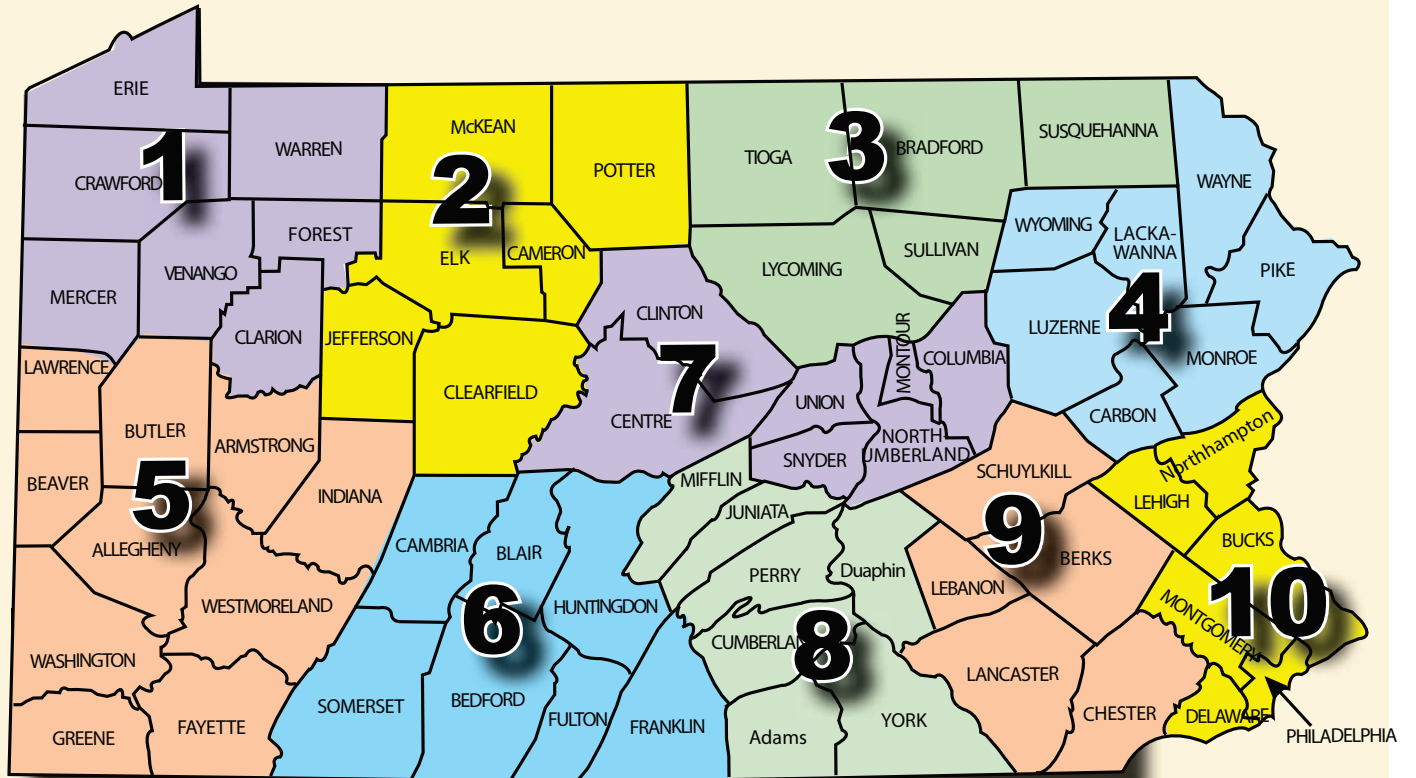 ERIE
WARREN
McKEAN
POTTER
TIOGA
3
BRADFORD
SUSQUEHANNA
1
CRAWFORD
2
WAYNE
FOREST
VENANGO
ELK
CAMERON
LYCOMING
SULLIVAN
WYOMING
LACKA-
WANNA
PIKE
MERCER
CLARION
JEFFERSON
CLINTON
7
MONTOUR
COLUMBIA
LUZERNE
4
MONROE
LAWRENCE
CLEARFIELD
CENTRE
UNION
CARBON
BUTLER
ARMSTRONG
SNYDER
NORTH
UMBERLAND
SCHUYLKILL
Northhampton
BEAVER
5
INDIANA
MIFFLIN
JUNIATA
9
LEHIGH
ALLEGHENY
CAMBRIA
BLAIR
PERRY
Duaphin
BERKS
BUCKS
WESTMORELAND
6
HUNTINGDON
LEBANON
10
MONTGOMERY
WASHINGTON
CUMBERLAN
8
LANCASTER
SOMERSET
BEDFORD
FULTON
FRANKLIN
YORK
CHESTER
DELAWARE
PHILADELPHIA
GREENE
FAYETTE
Adams